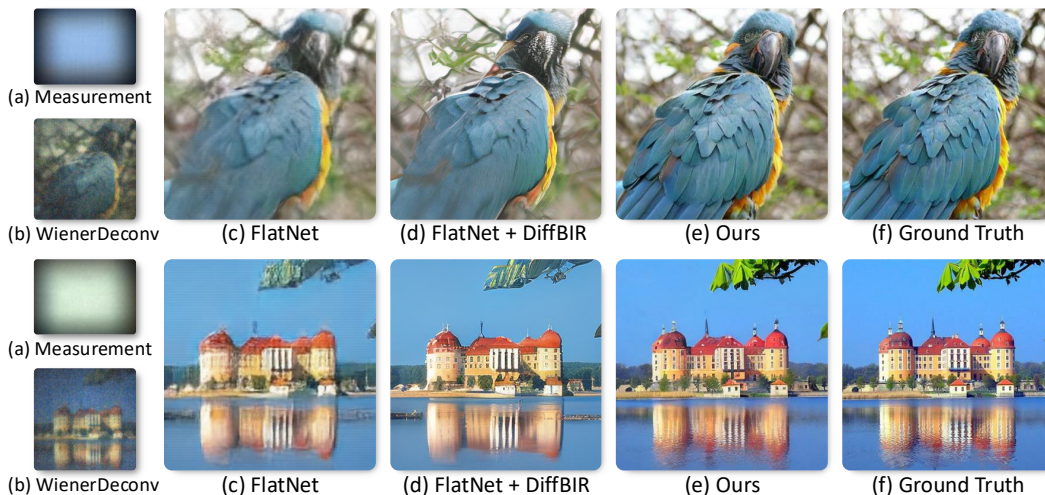 (a) Measurement
(b) WienerDeconv
(c) FlatNet
(d) FlatNet + DiffBIR
(e) Ours
(f) Ground Truth
(a) Measurement
(b) WienerDeconv
(c) FlatNet
(d) FlatNet + DiffBIR
(e) Ours
(f) Ground Truth